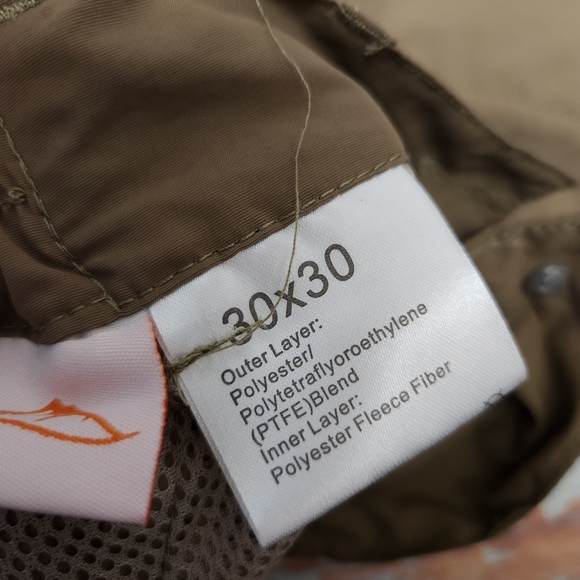 30x30
Outer Layer:
Polyester/
Polytetraflyoroethylene
(PTFE)Blend
Inner Layer:
Polyester Fleece Fiber